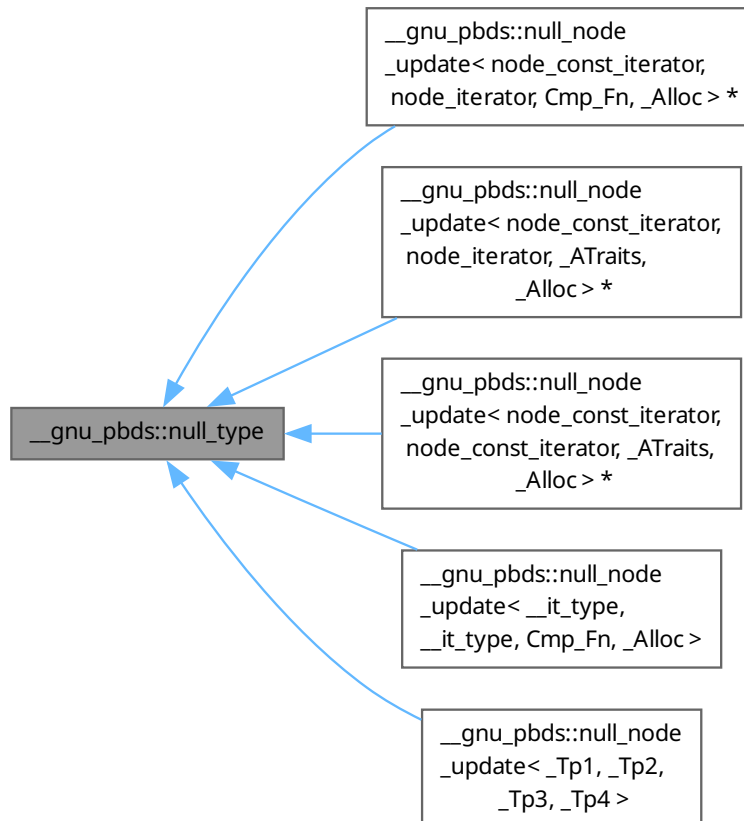 __gnu_pbds::null_node
_update< node_const_iterator,
node_iterator, Cmp_Fn, _Alloc > *
__gnu_pbds::null_node
_update< node_const_iterator,
node_iterator, _ATraits,
_Alloc > *
__gnu_pbds::null_node
_update< node_const_iterator,
node_const_iterator, _ATraits,
_Alloc > *
__gnu_pbds::null_type
__gnu_pbds::null_node
_update< __it_type,
__it_type, Cmp_Fn, _Alloc >
__gnu_pbds::null_node
_update< _Tp1, _Tp2,
_Tp3, _Tp4 >